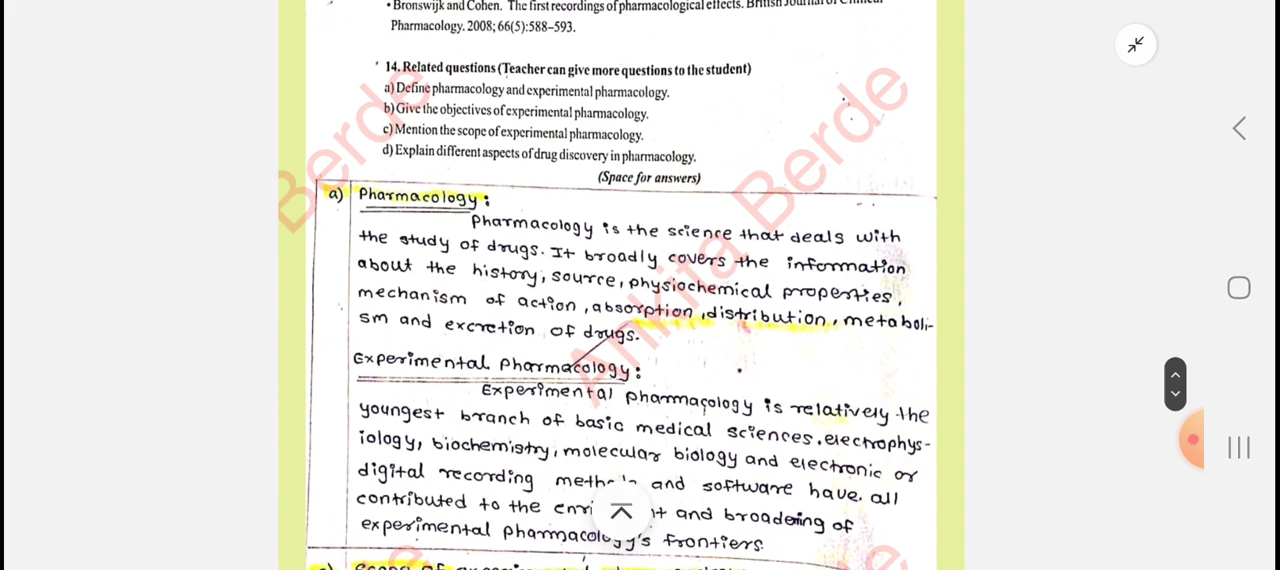 • Bronswijk and Cohen. The first recordings of pharmacological effects. British Journal of Clinical
Pharmacology. 2008; 66(5):588–593.
14. Related questions (Teacher can give more questions to the student)
a) Define pharmacology and experimental pharmacology.
b) Give the objectives of experimental pharmacology.
c) Mention the scope of experimental pharmacology.
d) Explain different aspects of drug discovery in pharmacology.
(Space for answers)
a) Pharmacology :
Pharmacology is the science that deals with
the study of drugs. It broadly covers the information
about the history, source, physiochemical properties,
mechanism of action, absorption, distribution, metaboli-
sm and excretion of drugs.
Experimental Pharmacology :
Experimental pharmacology is relatively the
youngest branch of basic medical sciences. electrophys-
iology, biochemistry, molecular biology and electronic or
digital recording and software have all
contributed to the and broadering of
experimental pharmacology's frontiers.
Berde
Ankita Berde